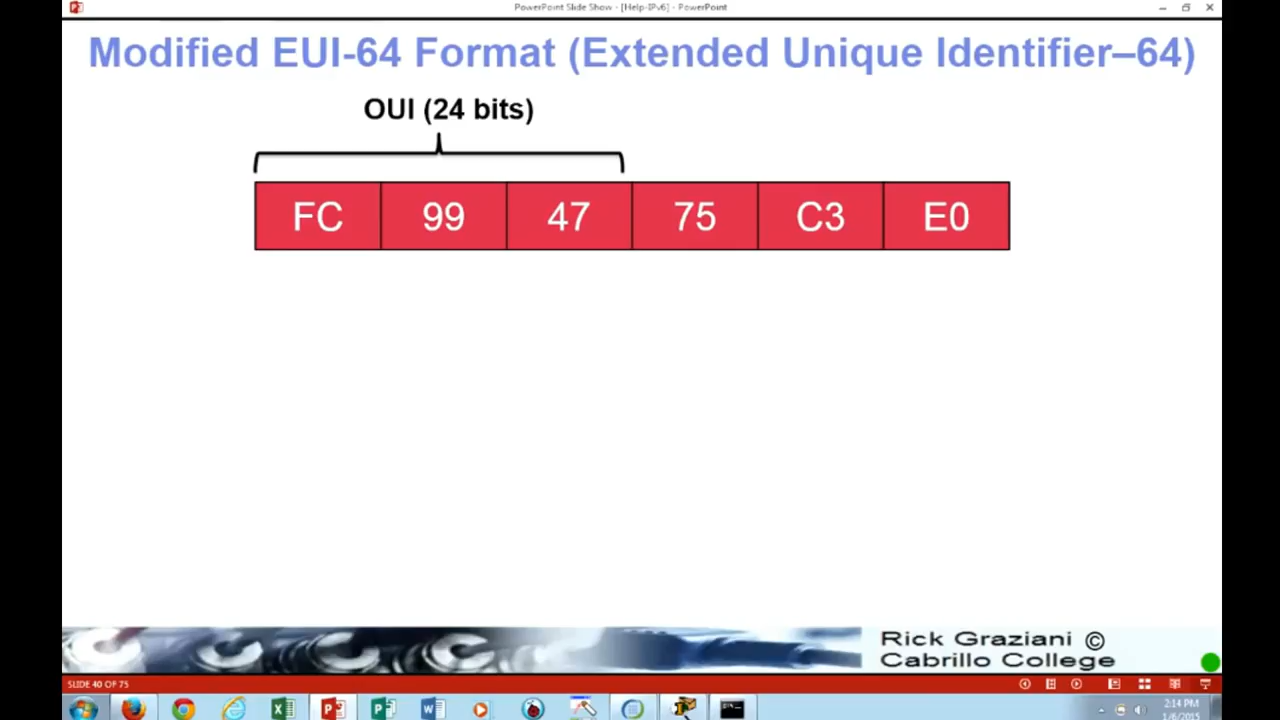 PowerPoint Slide Show - [Help-IPv6] - PowerPoint
Modified EUI-64 Format (Extended Unique Identifier–64)
OUI (24 bits)
FC 99 47 75 C3 E0
Rick Graziani ©
Cabrillo College
SLIDE 40 OF 75
2:14 PM
1/6/2015